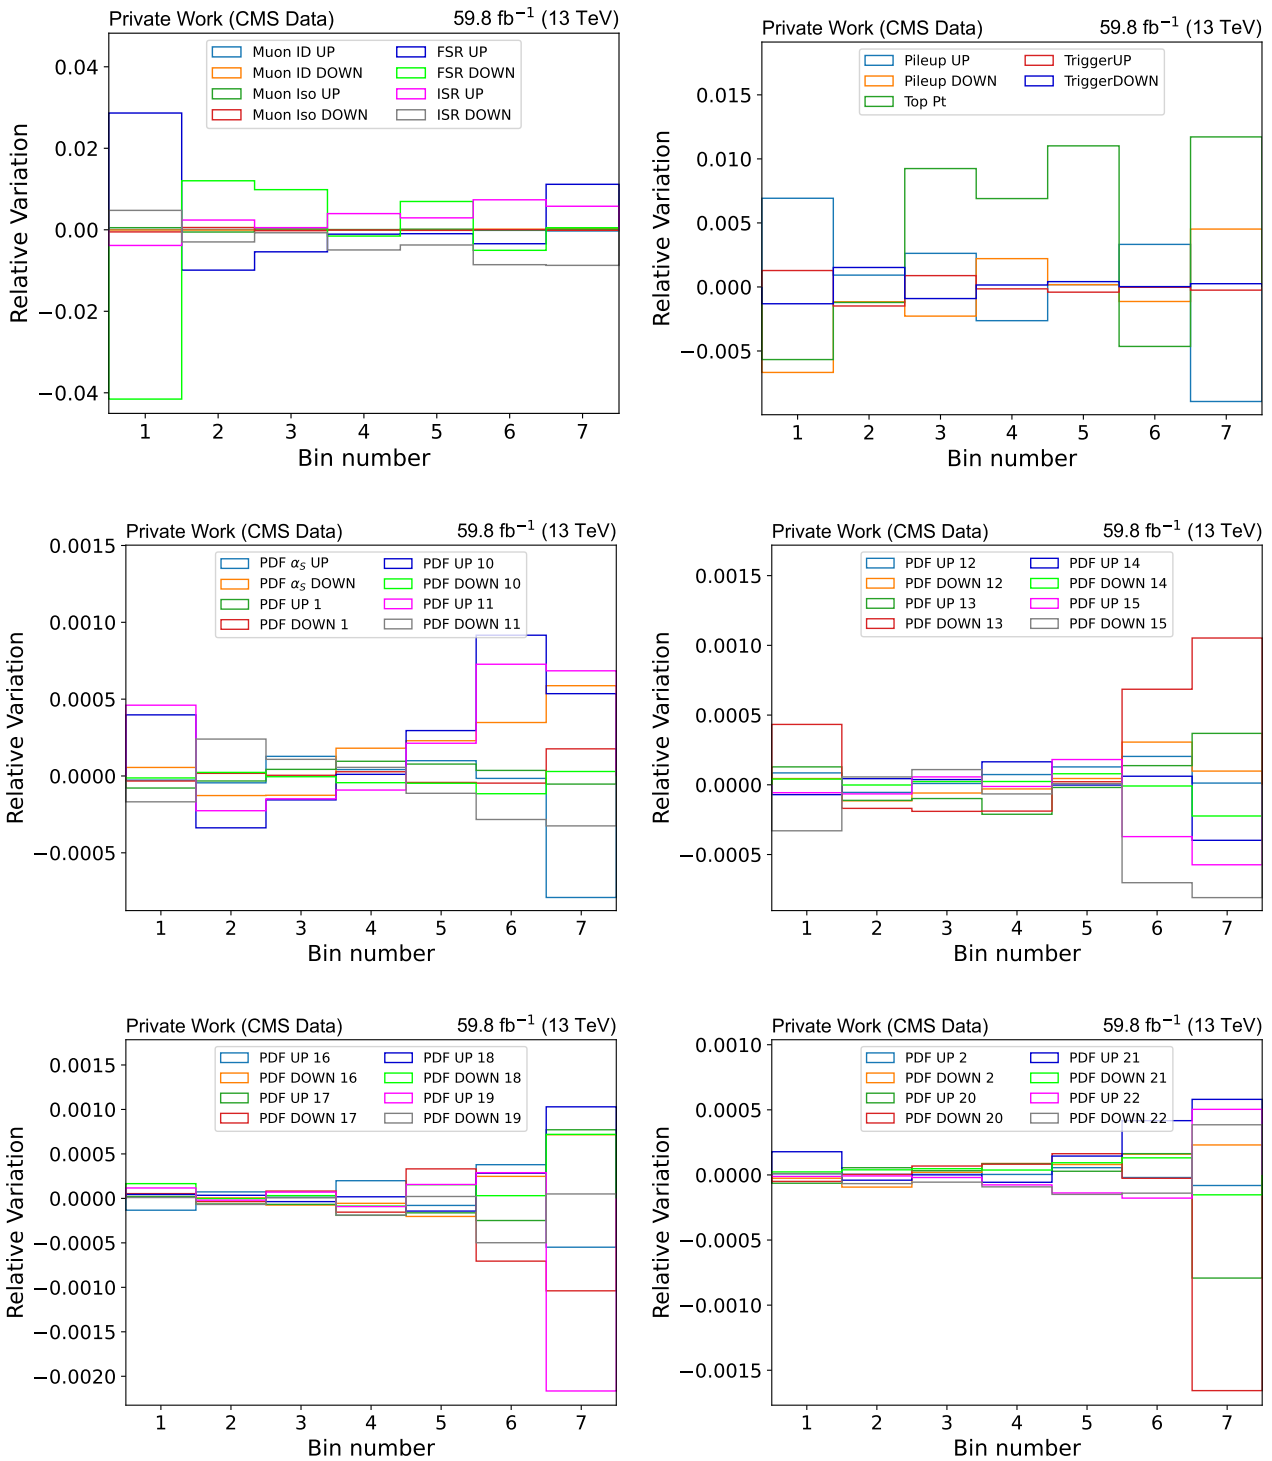 Private Work (CMS Data) 59.8 fb⁻¹ (13 TeV)
Muon ID UP FSR UP
Muon ID DOWN FSR DOWN
Muon Iso UP ISR UP
Muon Iso DOWN ISR DOWN
0.04
0.02
0.00
−0.02
−0.04
Relative Variation
1 2 3 4 5 6 7
Bin number
Private Work (CMS Data) 59.8 fb⁻¹ (13 TeV)
Pileup UP TriggerUP
Pileup DOWN TriggerDOWN
Top Pt
0.015
0.010
0.005
0.000
−0.005
Relative Variation
1 2 3 4 5 6 7
Bin number
Private Work (CMS Data) 59.8 fb⁻¹ (13 TeV)
PDF αS UP PDF UP 10
PDF αS DOWN PDF DOWN 10
PDF UP 1 PDF UP 11
PDF DOWN 1 PDF DOWN 11
0.0015
0.0010
0.0005
0.0000
−0.0005
Relative Variation
1 2 3 4 5 6 7
Bin number
Private Work (CMS Data) 59.8 fb⁻¹ (13 TeV)
PDF UP 12 PDF UP 14
PDF DOWN 12 PDF DOWN 14
PDF UP 13 PDF UP 15
PDF DOWN 13 PDF DOWN 15
0.0015
0.0010
0.0005
0.0000
−0.0005
Relative Variation
1 2 3 4 5 6 7
Bin number
Private Work (CMS Data) 59.8 fb⁻¹ (13 TeV)
PDF UP 16 PDF UP 18
PDF DOWN 16 PDF DOWN 18
PDF UP 17 PDF UP 19
PDF DOWN 17 PDF DOWN 19
0.0015
0.0010
0.0005
0.0000
−0.0005
−0.0010
−0.0015
−0.0020
Relative Variation
1 2 3 4 5 6 7
Bin number
Private Work (CMS Data) 59.8 fb⁻¹ (13 TeV)
PDF UP 2 PDF UP 21
PDF DOWN 2 PDF DOWN 21
PDF UP 20 PDF UP 22
PDF DOWN 20 PDF DOWN 22
0.0010
0.0005
0.0000
−0.0005
−0.0010
−0.0015
Relative Variation
1 2 3 4 5 6 7
Bin number